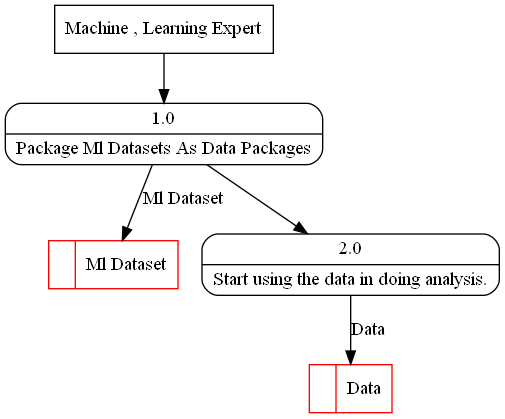 Machine , Learning Expert
1.0
Package Ml Datasets As Data Packages
Ml Dataset
Ml Dataset
2.0
Start using the data in doing analysis.
Data
Data